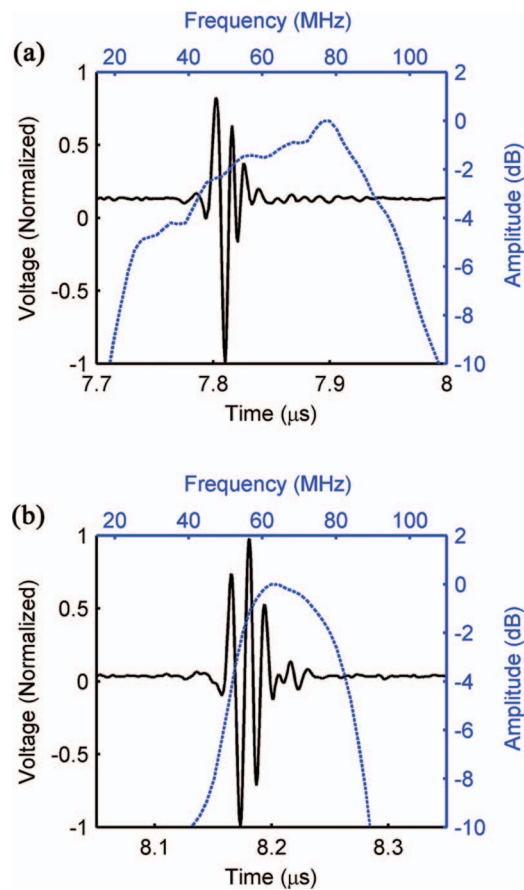 Frequency (MHz)
(a)
20 40 60 80 100
1 0.5 0 -0.5 -1
Voltage (Normalized)
2 0 -2 -4 -6 -8 -10
Amplitude (dB)
7.7 7.8 7.9 8
Time (μs)
Frequency (MHz)
(b)
20 40 60 80 100
1 0.5 0 -0.5 -1
Voltage (Normalized)
2 0 -2 -4 -6 -8 -10
Amplitude (dB)
8.1 8.2 8.3
Time (μs)